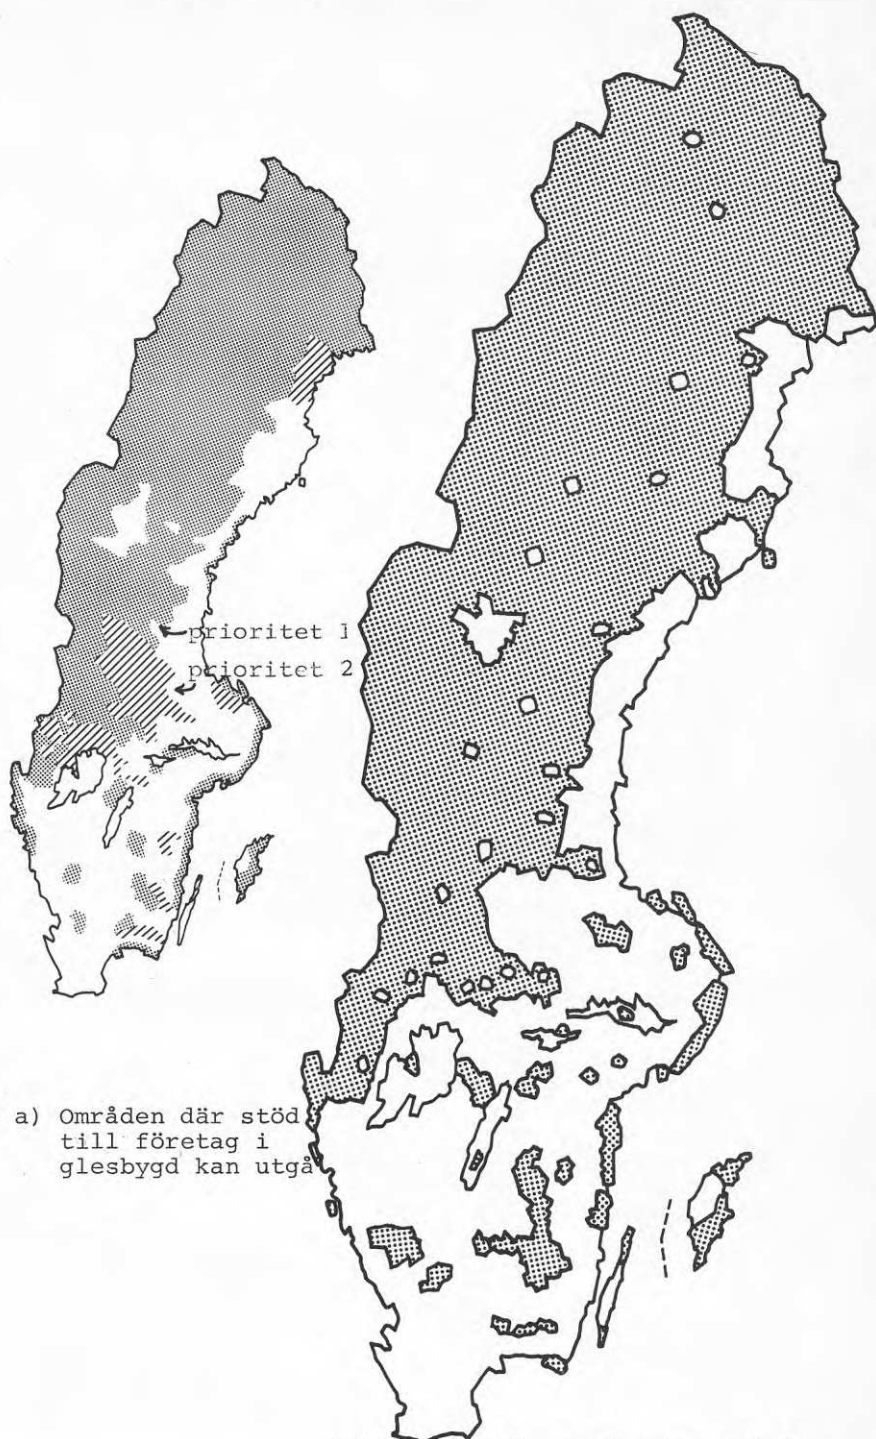 prioritet 1
prioritet 2
a) Områden där stöd
till företag i
glesbygd kan utgå